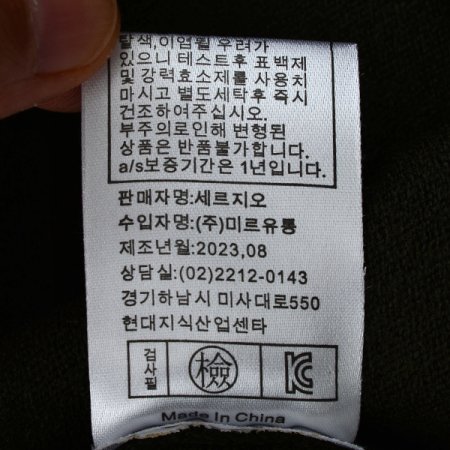 탈색,이염될 우려가
있으니 테스트후 표백제
및 강력효소제를 사용치
마시고 별도세탁후 즉시
건조하여주십시오.
부주의로인해 변형된
상품은 반품불가합니다.
a/s보증기간은 1년입니다.
판매자명:세르지오
수입자명:(주)미르유통
제조년월:2023,08
상담실:(02)2212-0143
경기하남시 미사대로550
현대지식산업센타
검사필 檢 KC
Made In China